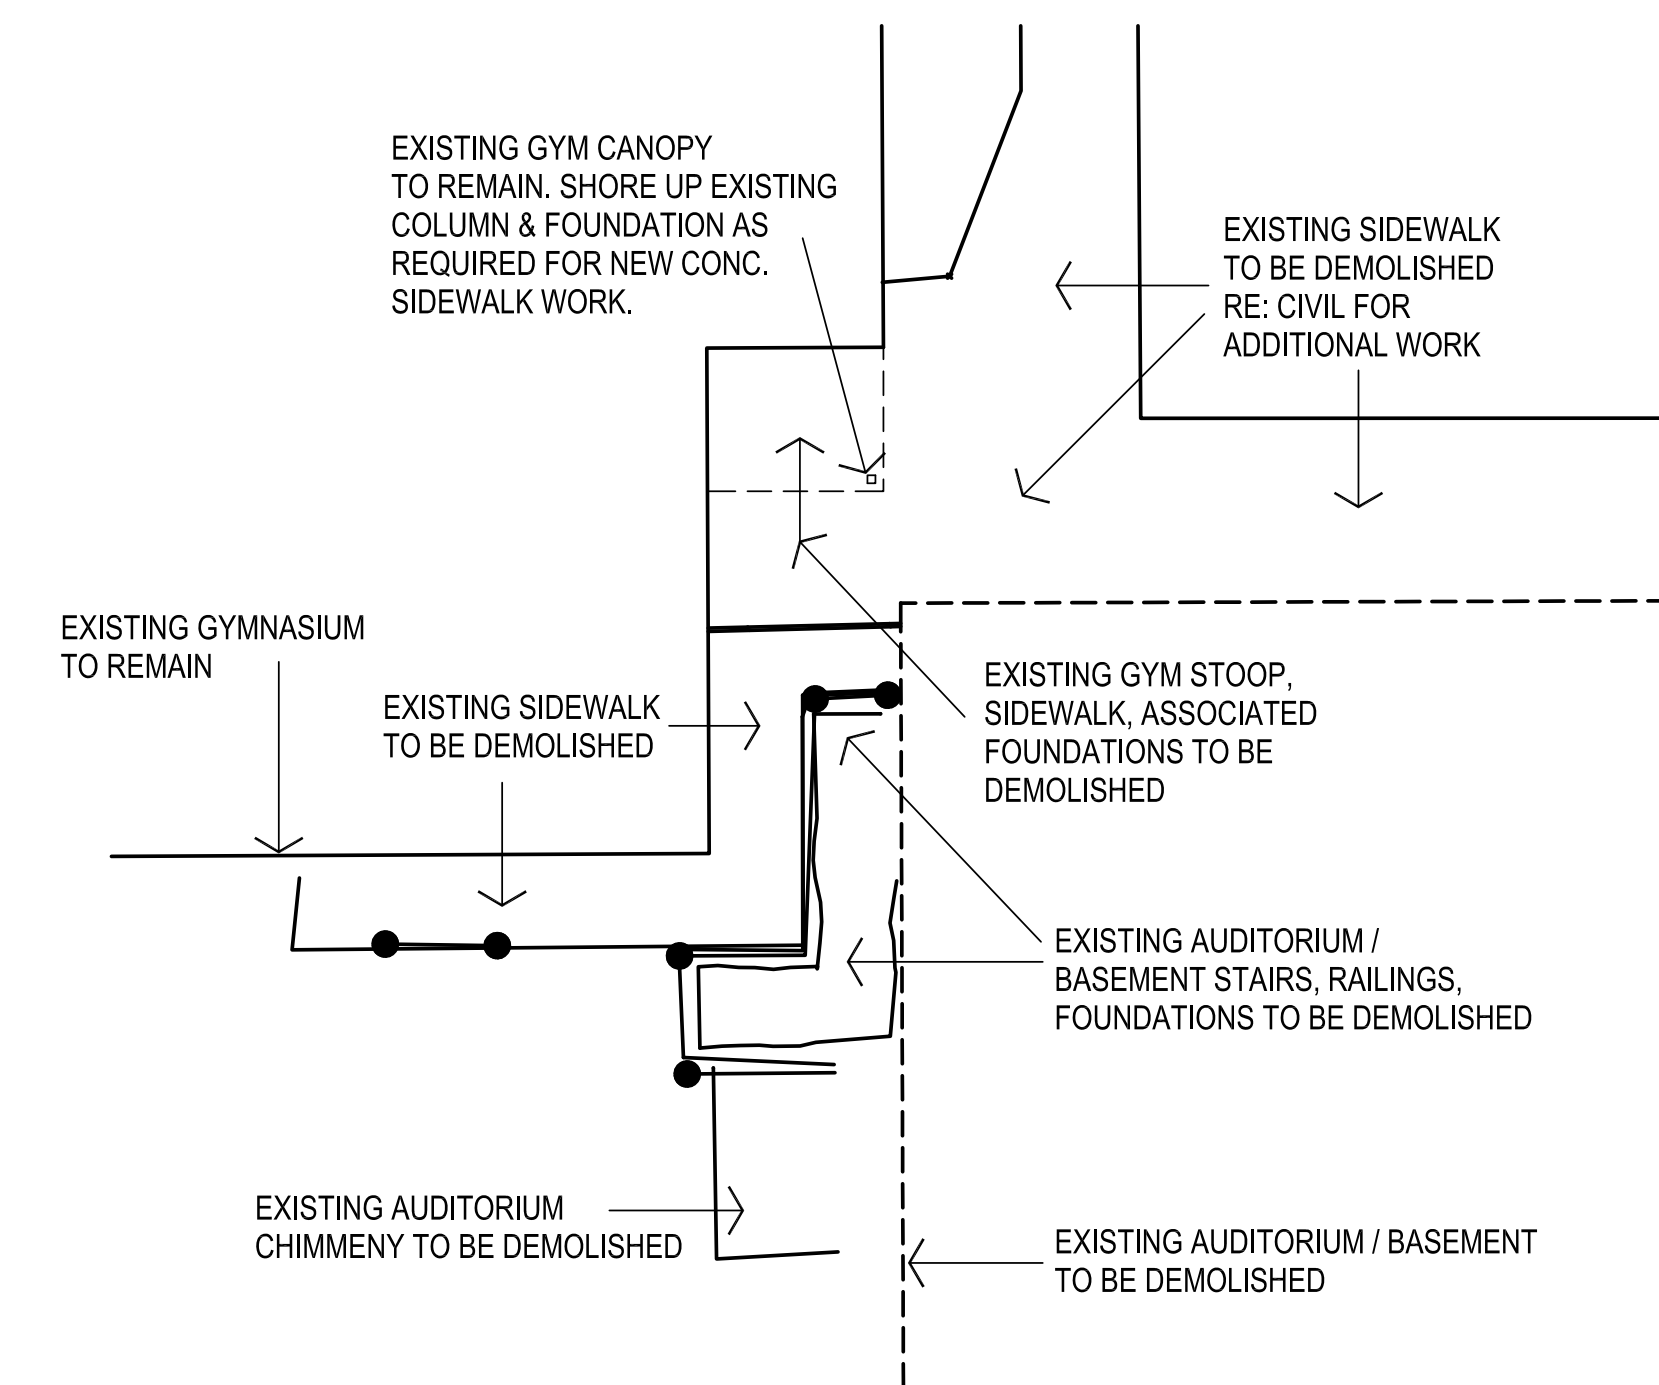 EXISTING GYM CANOPY
TO REMAIN. SHORE UP EXISTING
COLUMN & FOUNDATION AS
REQUIRED FOR NEW CONC.
SIDEWALK WORK.
EXISTING SIDEWALK
TO BE DEMOLISHED
RE: CIVIL FOR
ADDITIONAL WORK
EXISTING GYMNASIUM
TO REMAIN
EXISTING SIDEWALK
TO BE DEMOLISHED
EXISTING GYM STOOP,
SIDEWALK, ASSOCIATED
FOUNDATIONS TO BE
DEMOLISHED
EXISTING AUDITORIUM /
BASEMENT STAIRS, RAILINGS,
FOUNDATIONS TO BE DEMOLISHED
EXISTING AUDITORIUM
CHIMMENY TO BE DEMOLISHED
EXISTING AUDITORIUM / BASEMENT
TO BE DEMOLISHED